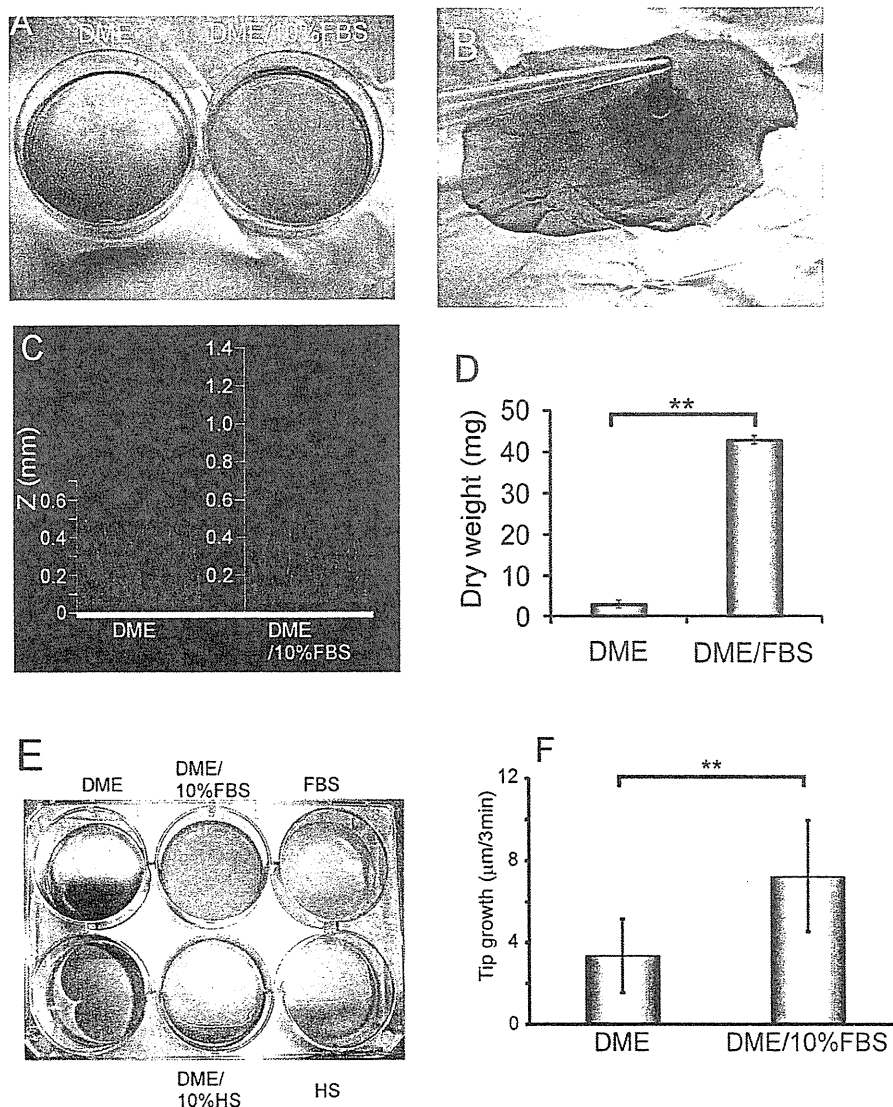 A
DME
DME/10%FBS
B
C
Z (mm)
1.4
1.2
1.0
0.8
0.6
0.4
0.2
0.6
0.4
0.2
0
DME
DME
/10%FBS
D
Dry weight (mg)
50
40
30
20
10
0
**
DME
DME/FBS
E
DME
DME/
10%FBS
FBS
DME/
10%HS
HS
F
Tip growth (μm/3min)
12
8
4
0
**
DME
DME/10%FBS